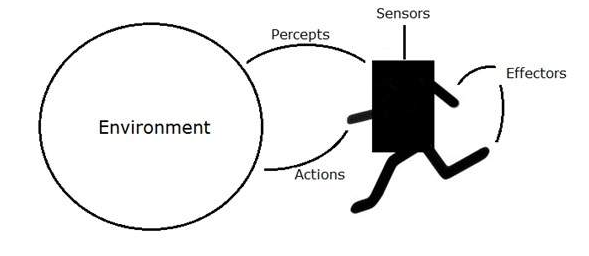 Sensors
Percepts
Effectors
Environment
Actions